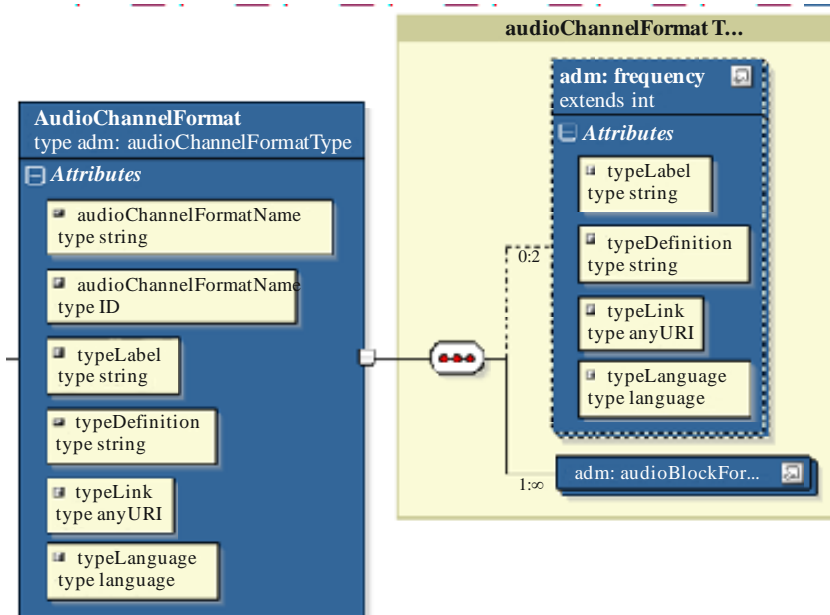 audioChannelFormat T...
adm: frequency
extends int
Attributes
typeLabel
type string
typeDefinition
type string
typeLink
type anyURI
typeLanguage
type language
0:2
adm: audioBlockFor...
1:∞
AudioChannelFormat
type adm: audioChannelFormatType
Attributes
audioChannelFormatName
type string
audioChannelFormatName
type ID
typeLabel
type string
typeDefinition
type string
typeLink
type anyURI
typeLanguage
type language